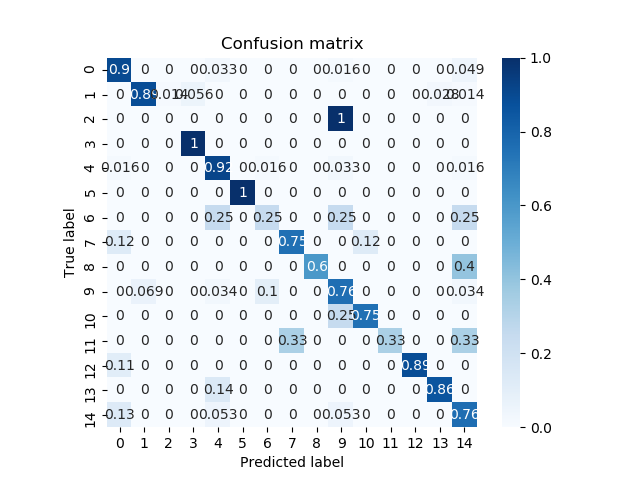 Confusion matrix
0 0.9 0 0 0 0.033 0 0 0 0 0.016 0 0 0 0 0.049
1 0 0.89 0.014 0.056 0 0 0 0 0 0 0 0 0 0.028 0.014
2 0 0 0 0 0 0 0 0 0 1 0 0 0 0 0
3 0 0 0 1 0 0 0 0 0 0 0 0 0 0 0
4 0.016 0 0 0 0.92 0 0.016 0 0 0.033 0 0 0 0 0.016
5 0 0 0 0 0 1 0 0 0 0 0 0 0 0 0
6 0 0 0 0 0.25 0 0.25 0 0 0.25 0 0 0 0 0.25
7 0.12 0 0 0 0 0 0 0.75 0 0 0.12 0 0 0 0
8 0 0 0 0 0 0 0 0 0.6 0 0 0 0 0 0.4
9 0 0.069 0 0 0.034 0 0.1 0 0 0.76 0 0 0 0 0.034
10 0 0 0 0 0 0 0 0 0 0.25 0.75 0 0 0 0
11 0 0 0 0 0 0 0 0.33 0 0 0 0.33 0 0 0.33
12 0.11 0 0 0 0 0 0 0 0 0 0 0 0.89 0 0
13 0 0 0 0 0.14 0 0 0 0 0 0 0 0 0.86 0
14 0.13 0 0 0 0.053 0 0 0 0 0.053 0 0 0 0 0.76
0 1 2 3 4 5 6 7 8 9 10 11 12 13 14
True label
Predicted label
1.0
0.8
0.6
0.4
0.2
0.0